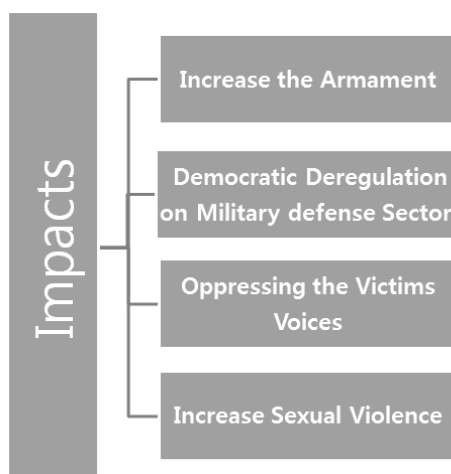 Impacts
Increase the Armament
Democratic Deregulation
on Military defense Sector
Oppressing the Victims
Voices
Increase Sexual Violence